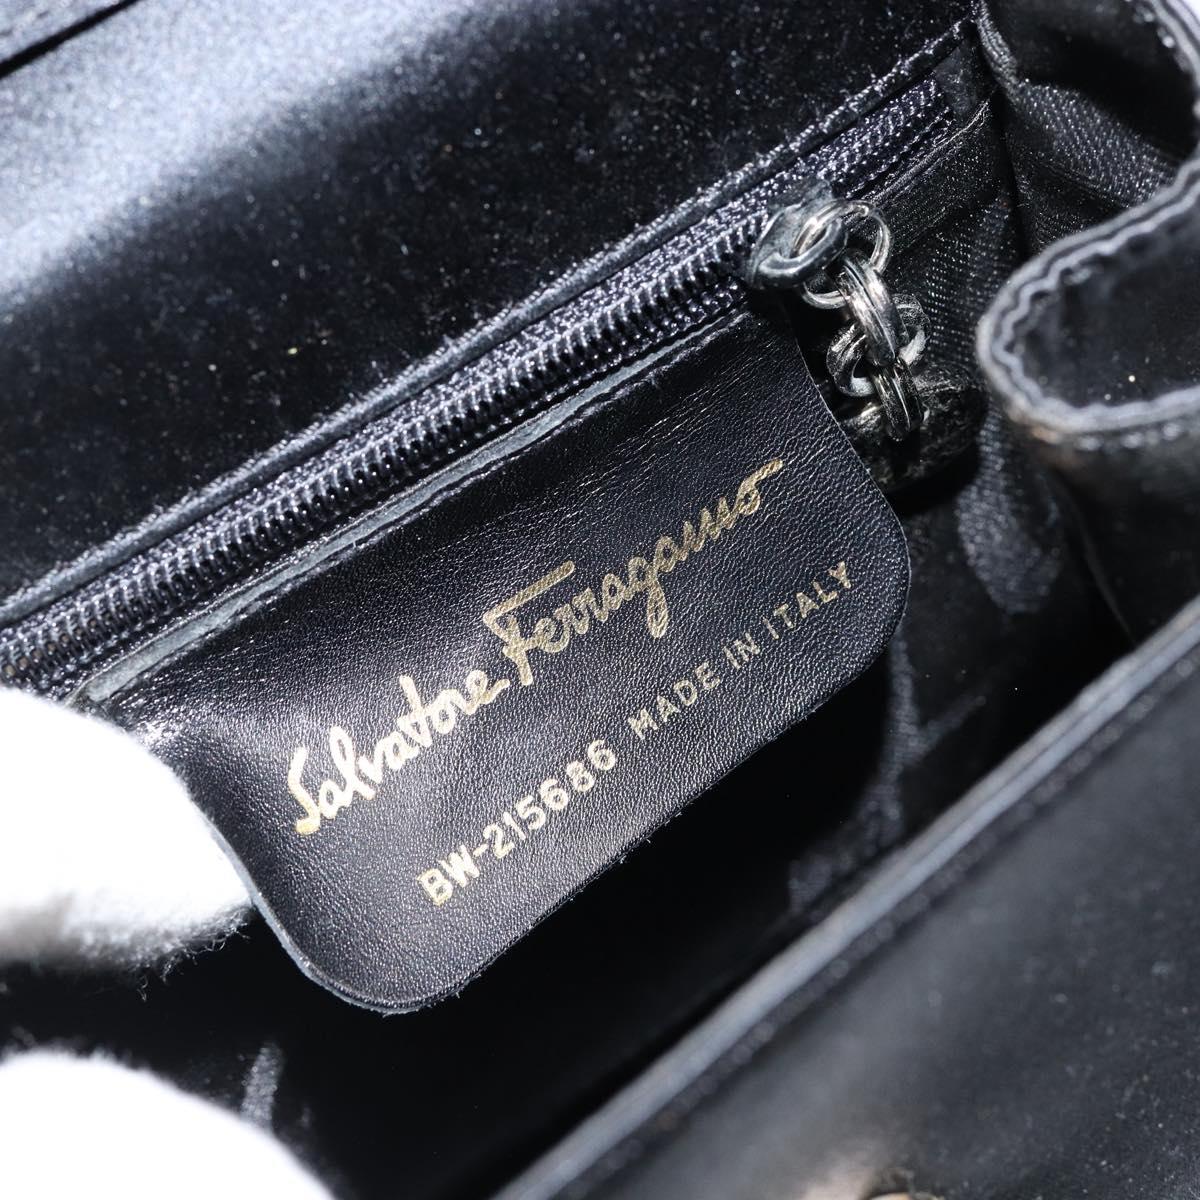 Salvatore Ferragamo
BW-215686 MADE IN ITALY